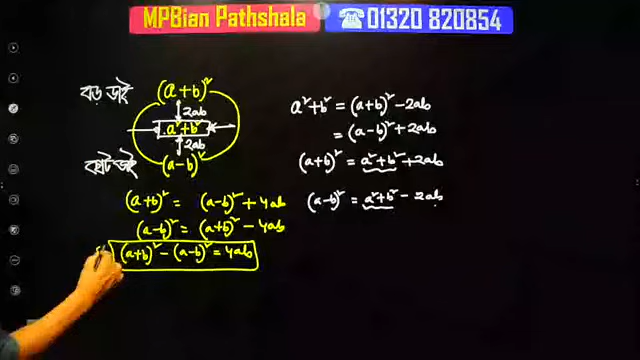 MPBian Pathshala
☎ 01320 820854
বড় ভাই (a+b)²
2ab
a²+b²
2ab
ছোট ভাই (a-b)²
(a+b)² = (a-b)² + 4ab
(a-b)² = (a+b)² - 4ab
(a+b)² - (a-b)² = 4ab
a²+b² = (a+b)² - 2ab
= (a-b)² + 2ab
(a+b)² = a²+b² + 2ab
(a-b)² = a²+b² - 2ab